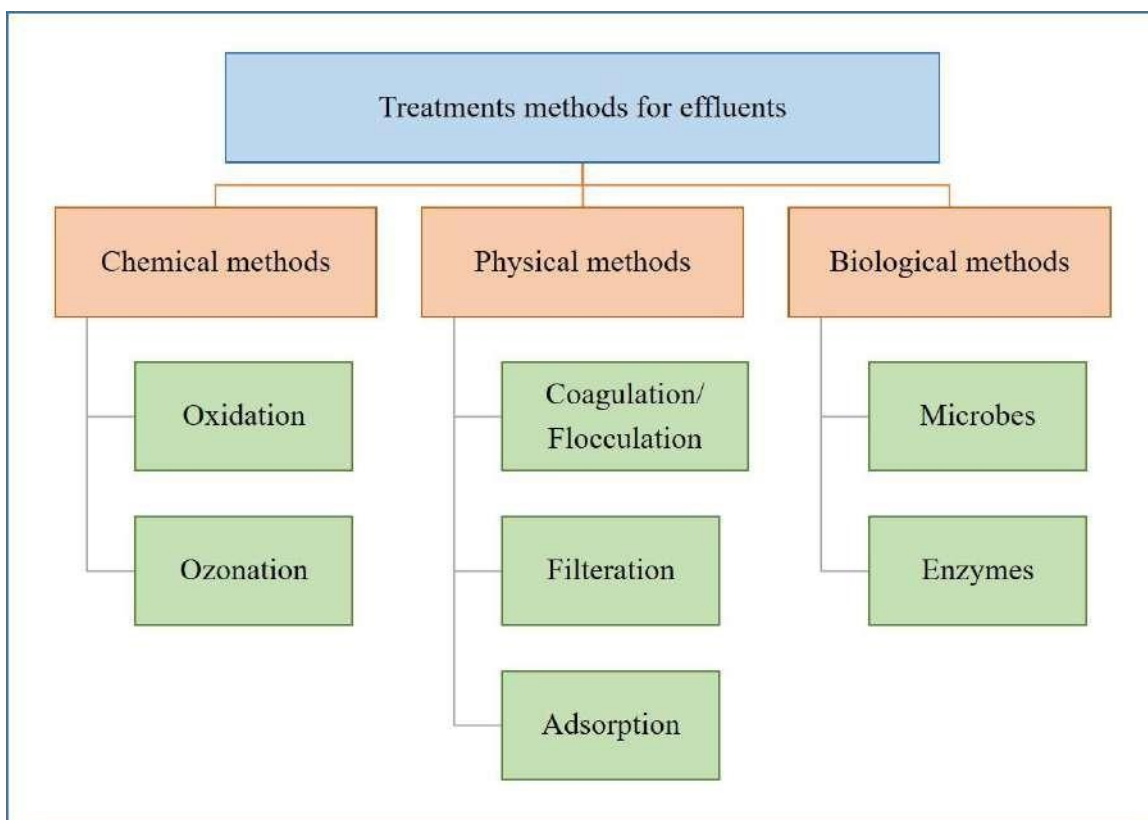 Treatments methods for effluents
Chemical methods
Physical methods
Biological methods
Oxidation
Coagulation/
Flocculation
Microbes
Ozonation
Filteration
Enzymes
Adsorption